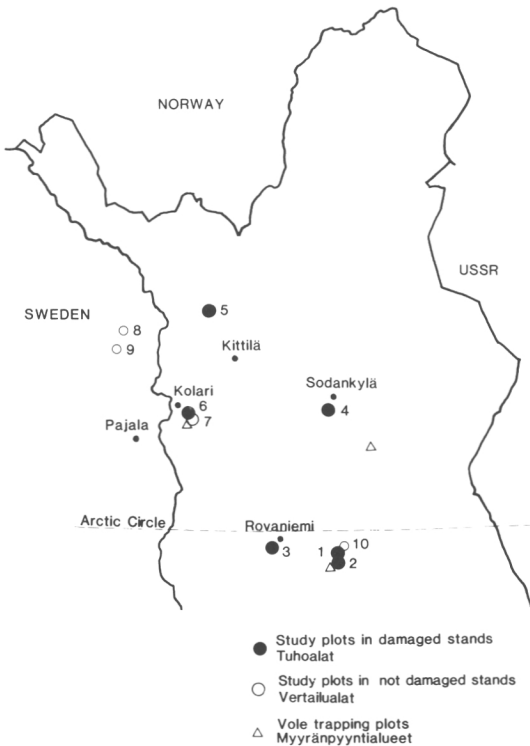 NORWAY
USSR
SWEDEN
5
8
9
Kittilä
Kolari
6
7
Sodankylä
4
Pajala
Arctic Circle
Rovaniemi
3
1
10
2
Study plots in damaged stands
Tuhoalat
Study plots in not damaged stands
Vertailualat
Vole trapping plots
Myyränpyyntialueet